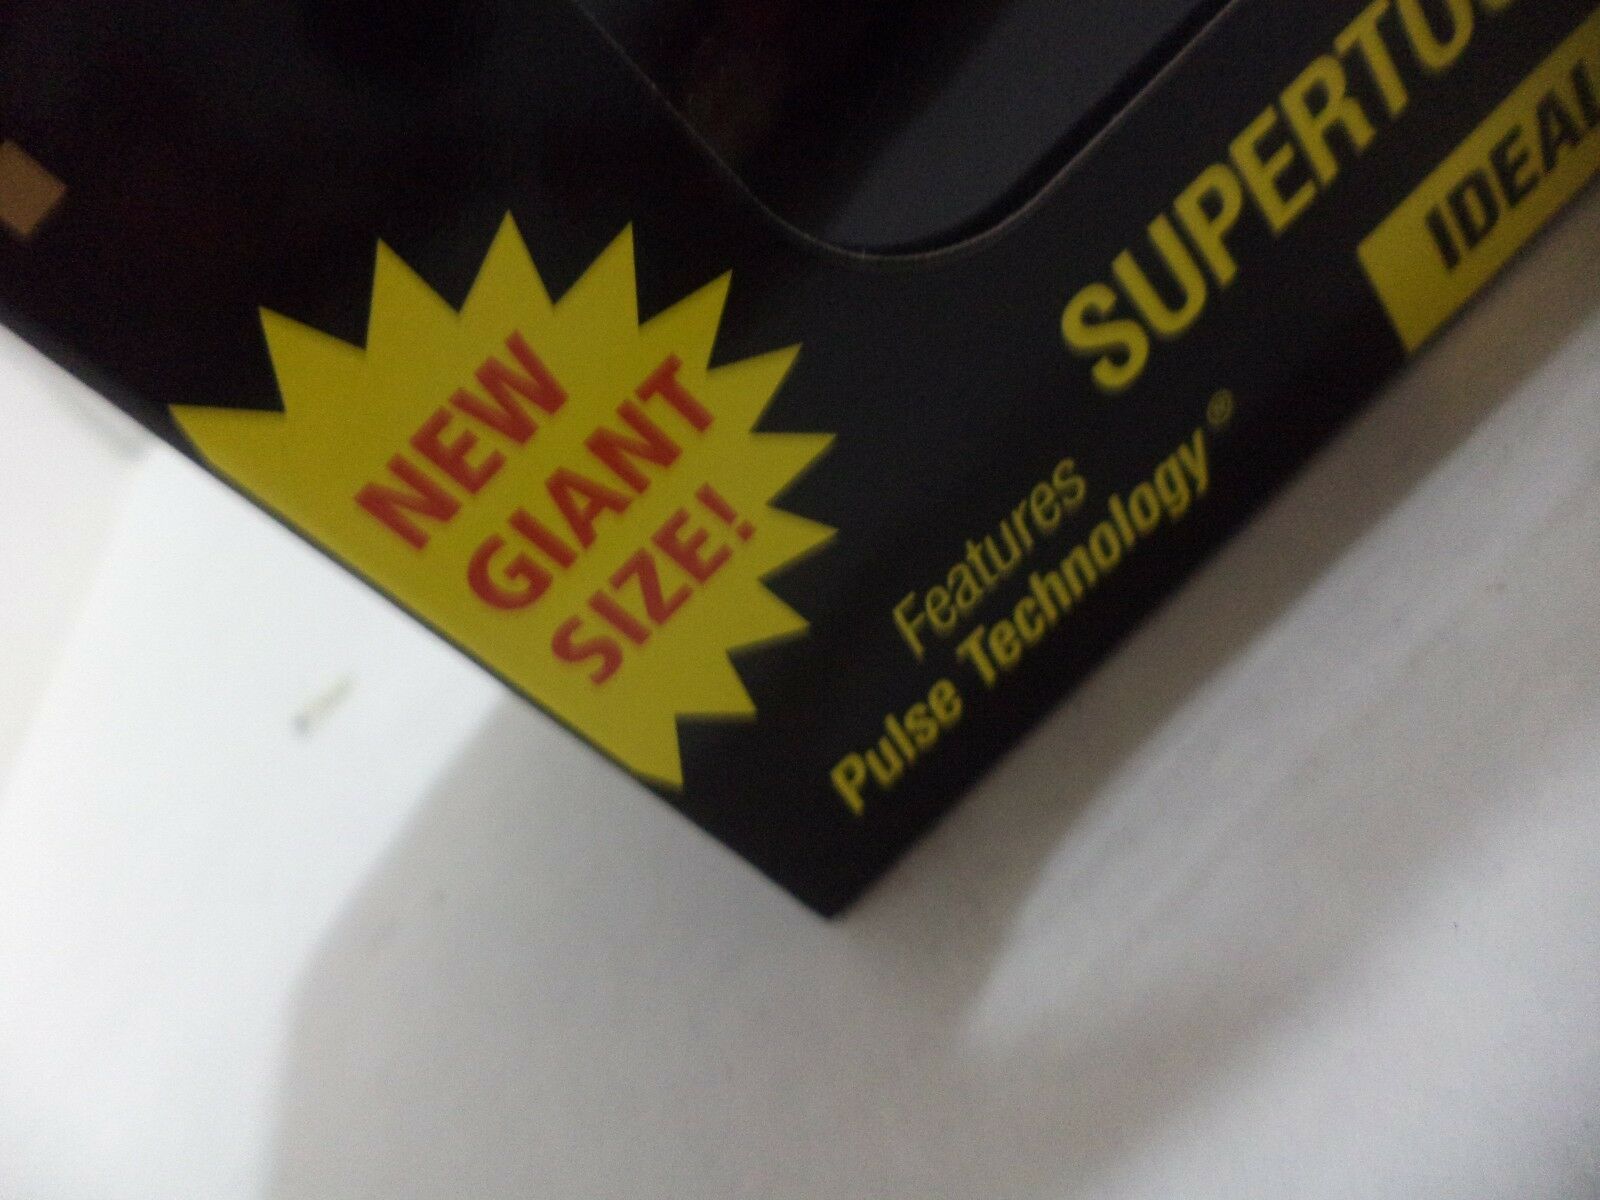 NEW
GIANT
SIZE!
Features
Pulse Technology®